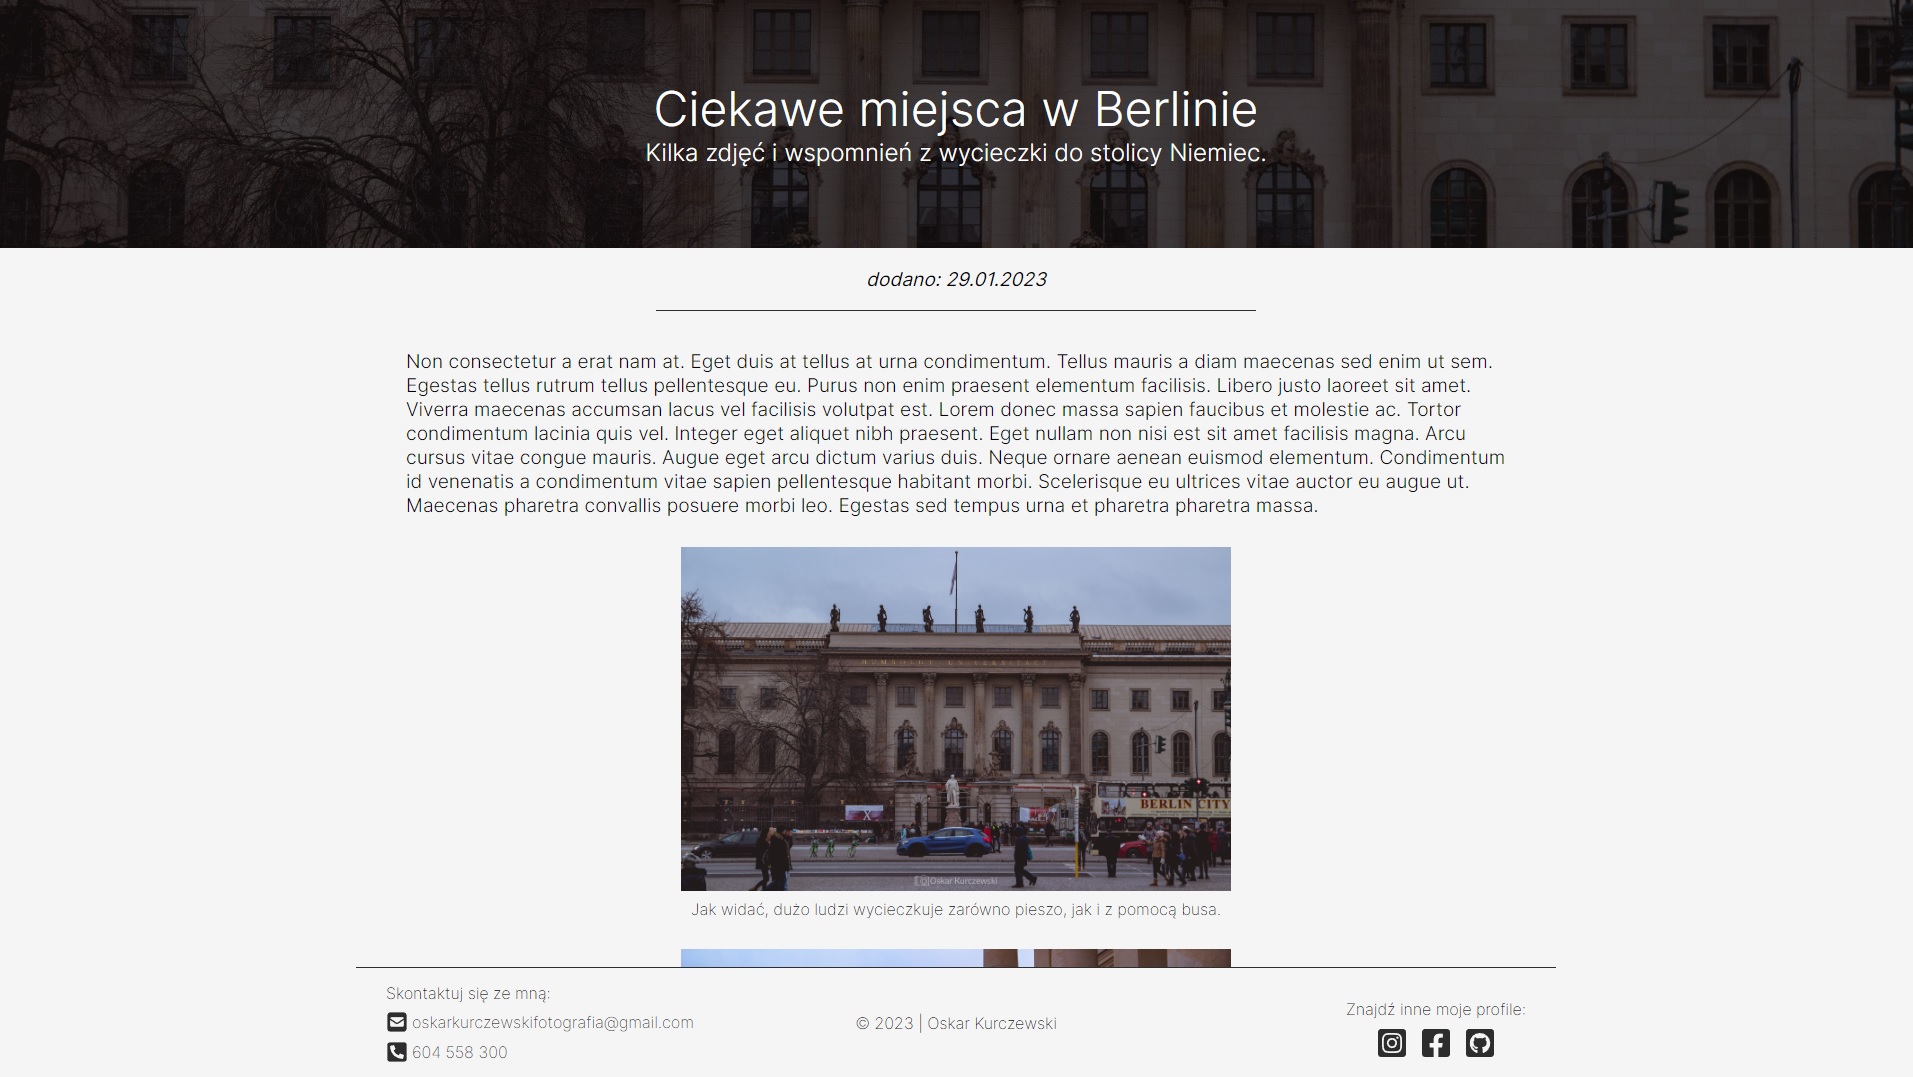 Ciekawe miejsca w Berlinie
Kilka zdjęć i wspomnień z wycieczki do stolicy Niemiec.
dodano: 29.01.2023
Non consectetur a erat nam at. Eget duis at tellus at urna condimentum. Tellus mauris a diam maecenas sed enim ut sem.
Egestas tellus rutrum tellus pellentesque eu. Purus non enim praesent elementum facilisis. Libero justo laoreet sit amet.
Viverra maecenas accumsan lacus vel facilisis volutpat est. Lorem donec massa sapien faucibus et molestie ac. Tortor
condimentum lacinia quis vel. Integer eget aliquet nibh praesent. Eget nullam non nisi est sit amet facilisis magna. Arcu
cursus vitae congue mauris. Augue eget arcu dictum varius duis. Neque ornare aenean euismod elementum. Condimentum
id venenatis a condimentum vitae sapien pellentesque habitant morbi. Scelerisque eu ultrices vitae auctor eu augue ut.
Maecenas pharetra convallis posuere morbi leo. Egestas sed tempus urna et pharetra pharetra massa.
BERLIN CITY
Oskar Kurczewski
Jak widać, dużo ludzi wycieczkuje zarówno pieszo, jak i z pomocą busa.
Skontaktuj się ze mną:
oskarkurczewskifotografia@gmail.com
604 558 300
© 2023 | Oskar Kurczewski
Znajdź inne moje profile: